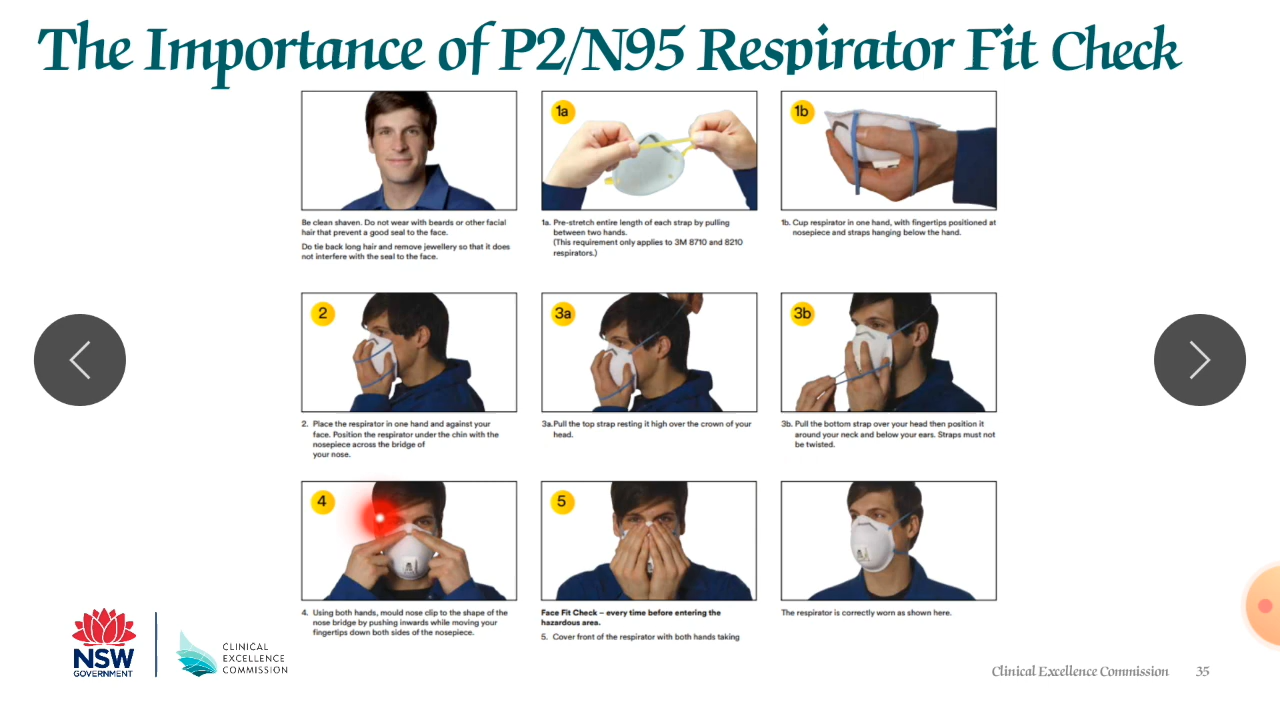 The Importance of P2/N95 Respirator Fit Check
1a
1b
Be clean shaven. Do not wear with beards or other facial
hair that prevent a good seal to the face.
Do tie back long hair and remove jewellery so that it does
not interfere with the seal to the face.
1a. Pre-stretch entire length of each strap by pulling
between two hands.
(This requirement only applies to 3M 8710 and 8210
respirators.)
1b. Cup respirator in one hand, with fingertips positioned at
nosepiece and straps hanging below the hand.
2
3a
3b
2. Place the respirator in one hand and against your
face. Position the respirator under the chin with the
nosepiece across the bridge of
your nose.
3a. Pull the top strap resting it high over the crown of your
head.
3b. Pull the bottom strap over your head then position it
around your neck and below your ears. Straps must not
be twisted.
4
5
4. Using both hands, mould nose clip to the shape of the
nose bridge by pushing inwards while moving your
fingertips down both sides of the nosepiece.
Face Fit Check – every time before entering the
hazardous area.
5. Cover front of the respirator with both hands taking
The respirator is correctly worn as shown here.
NSW
GOVERNMENT
CLINICAL
EXCELLENCE
COMMISSION
Clinical Excellence Commission 35